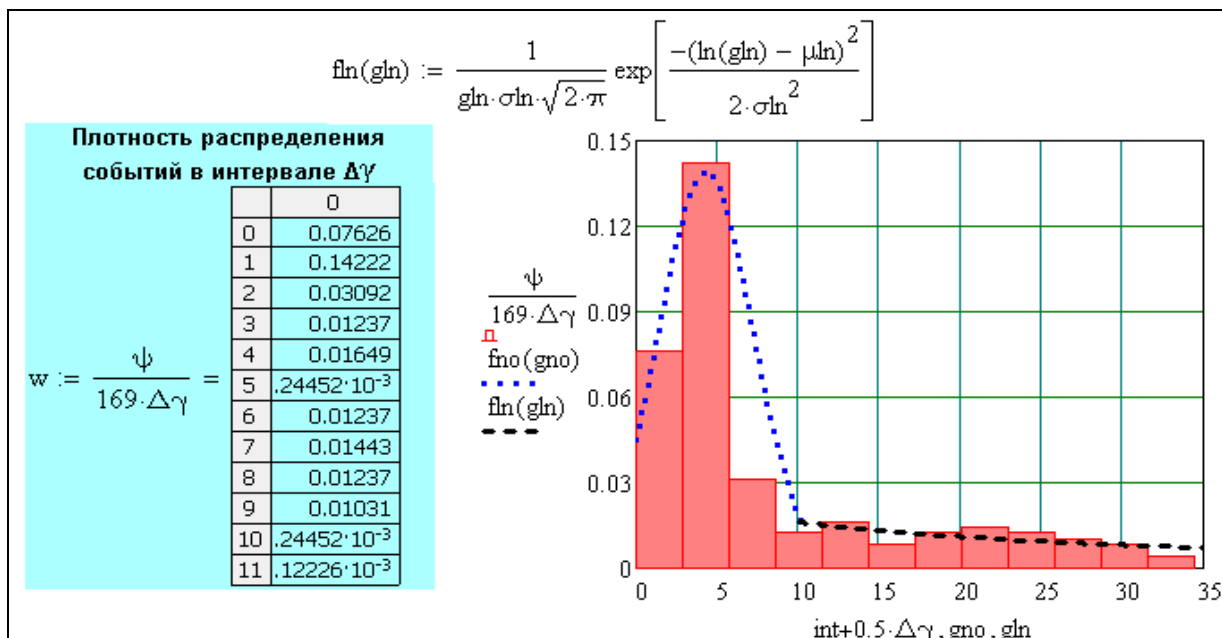 fln(gln) := 1 / (gln·σln·√(2·π)) exp[ −(ln(gln) − μln)² / (2·σln²) ]
Плотность распределения
событий в интервале Δγ
w := ψ / (169·Δγ) =
0
0 0.07626
1 0.14222
2 0.03092
3 0.01237
4 0.01649
5 .24452·10⁻³
6 0.01237
7 0.01443
8 0.01237
9 0.01031
10 .24452·10⁻³
11 .12226·10⁻³
ψ / (169·Δγ)
fno(gno)
fln(gln)
0.15
0.12
0.09
0.06
0.03
0
0 5 10 15 20 25 30 35
int+0.5·Δγ, gno, gln